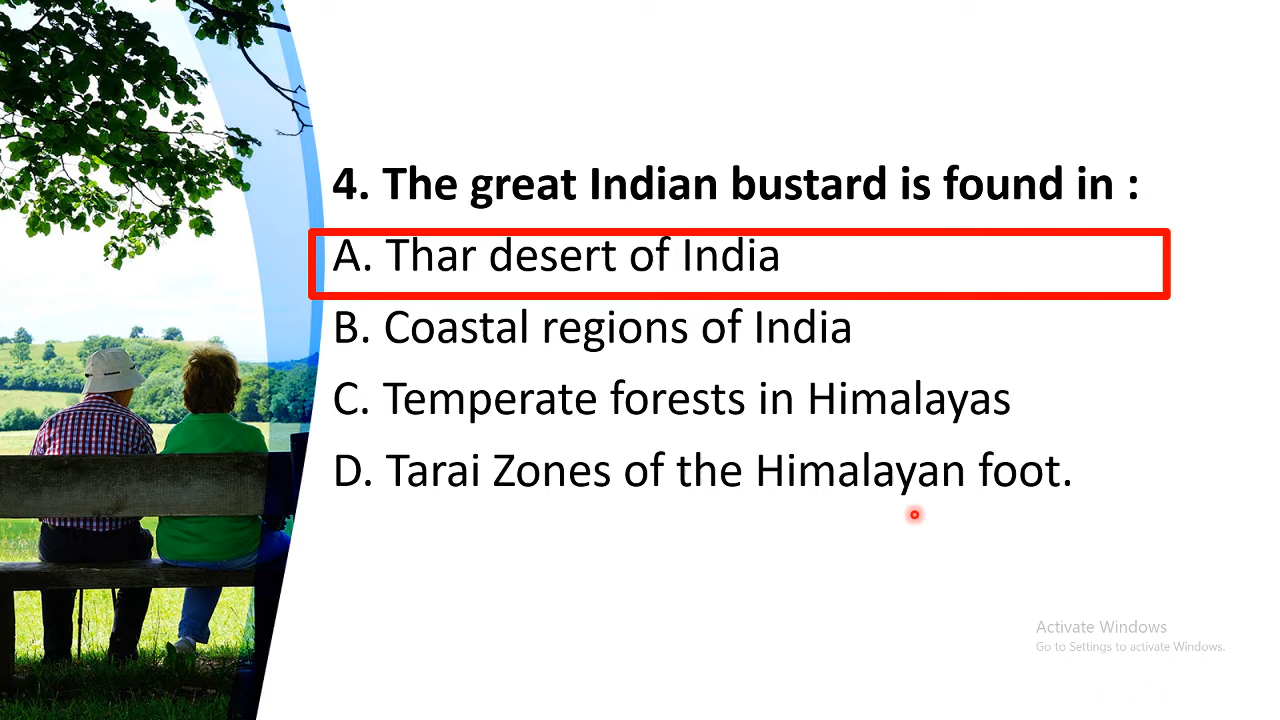 4. The great Indian bustard is found in :
A. Thar desert of India
B. Coastal regions of India
C. Temperate forests in Himalayas
D. Tarai Zones of the Himalayan foot.
Activate Windows
Go to Settings to activate Windows.